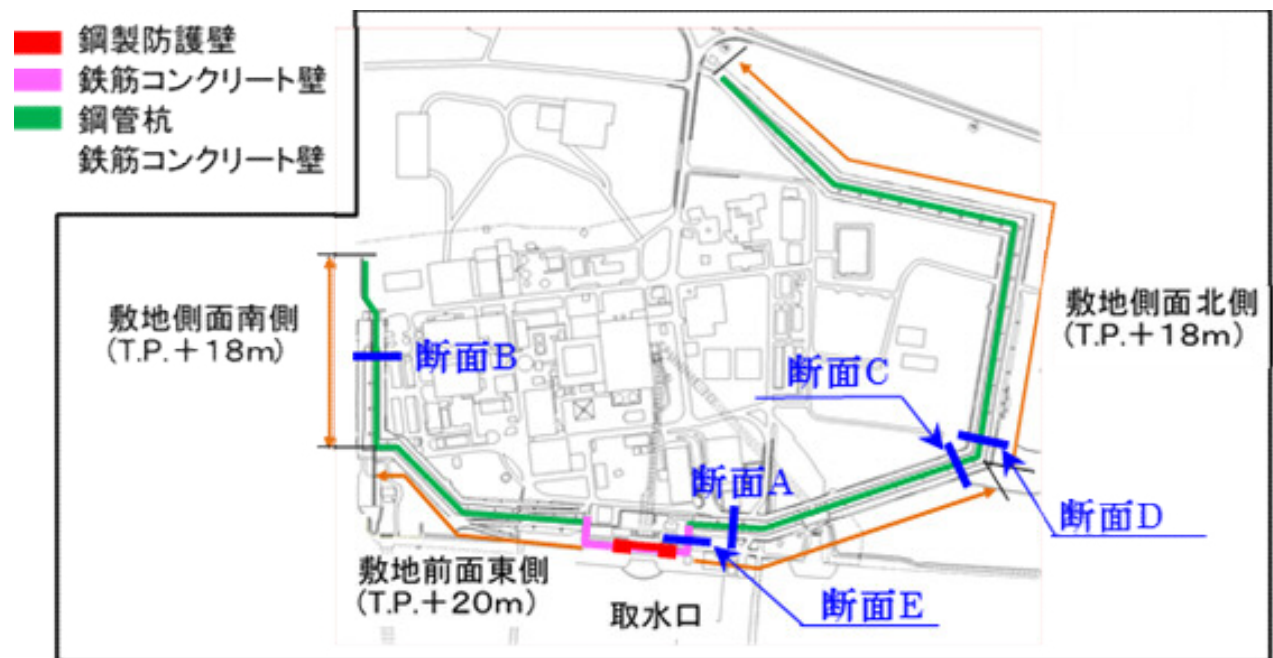 鋼製防護壁
鉄筋コンクリート壁
鋼管杭
鉄筋コンクリート壁
敷地側面南側
(T.P.+18m)
断面B
敷地側面北側
(T.P.+18m)
断面C
断面A
断面D
敷地前面東側
(T.P.+20m)
断面E
取水口